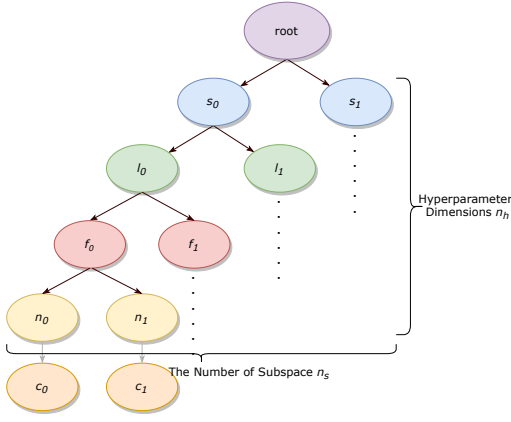 root
s0
s1
l0
l1
Hyperparameter
Dimensions nh
f0
f1
n0
n1
The Number of Subspace ns
c0
c1